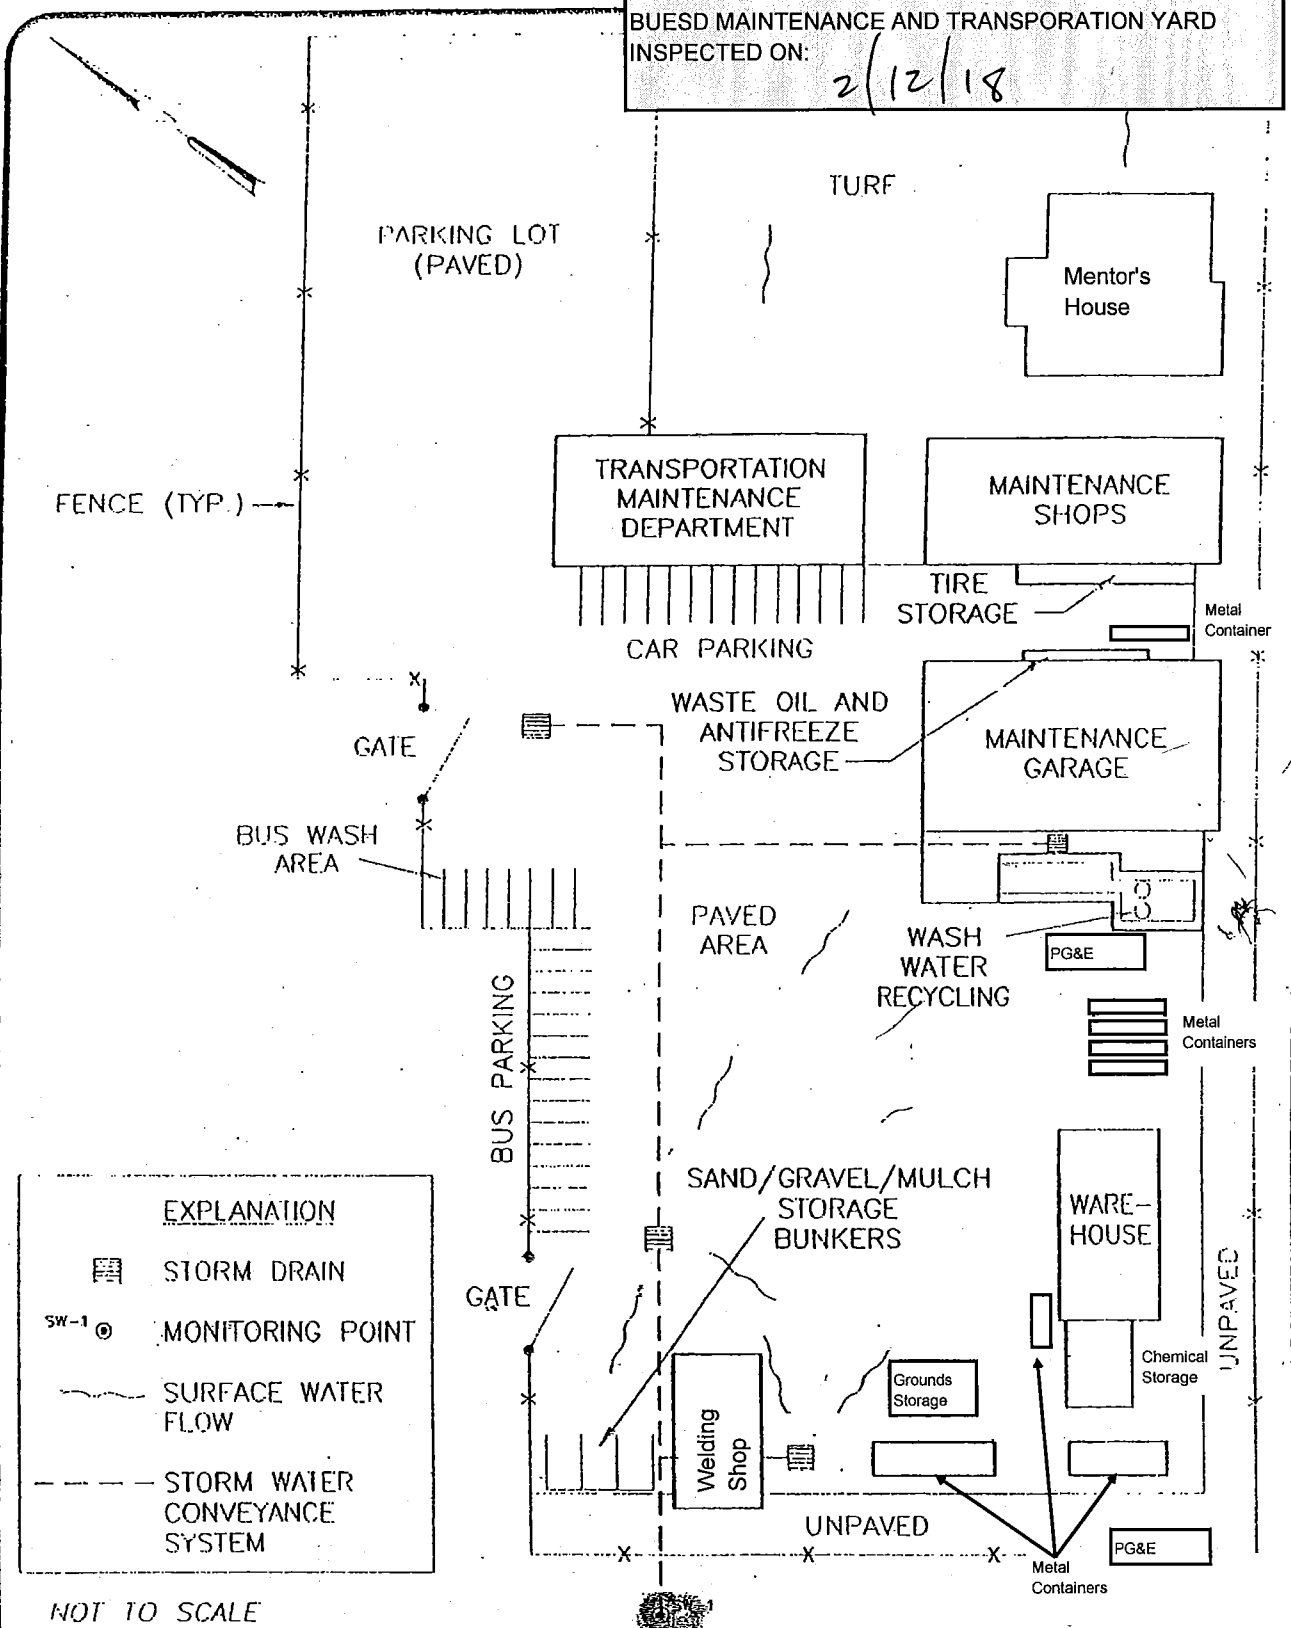 BUESD MAINTENANCE AND TRANSPORATION YARD
INSPECTED ON:
2/12/18
TURF
PARKING LOT
(PAVED)
Mentor's
House
FENCE (TYP.)
TRANSPORTATION
MAINTENANCE
DEPARTMENT
MAINTENANCE
SHOPS
TIRE
STORAGE
Metal
Container
CAR PARKING
WASTE OIL AND
ANTIFREEZE
STORAGE
MAINTENANCE
GARAGE
GATE
BUS WASH
AREA
PAVED
AREA
WASH
WATER
RECYCLING
PG&E
Metal
Containers
BUS PARKING
SAND/GRAVEL/MULCH
STORAGE
BUNKERS
WARE-
HOUSE
UNPAVED
GATE
Chemical
Storage
Grounds
Storage
Welding
Shop
UNPAVED
PG&E
Metal
Containers
EXPLANATION
STORM DRAIN
SW-1 MONITORING POINT
SURFACE WATER
FLOW
STORM WATER
CONVEYANCE
SYSTEM
NOT TO SCALE